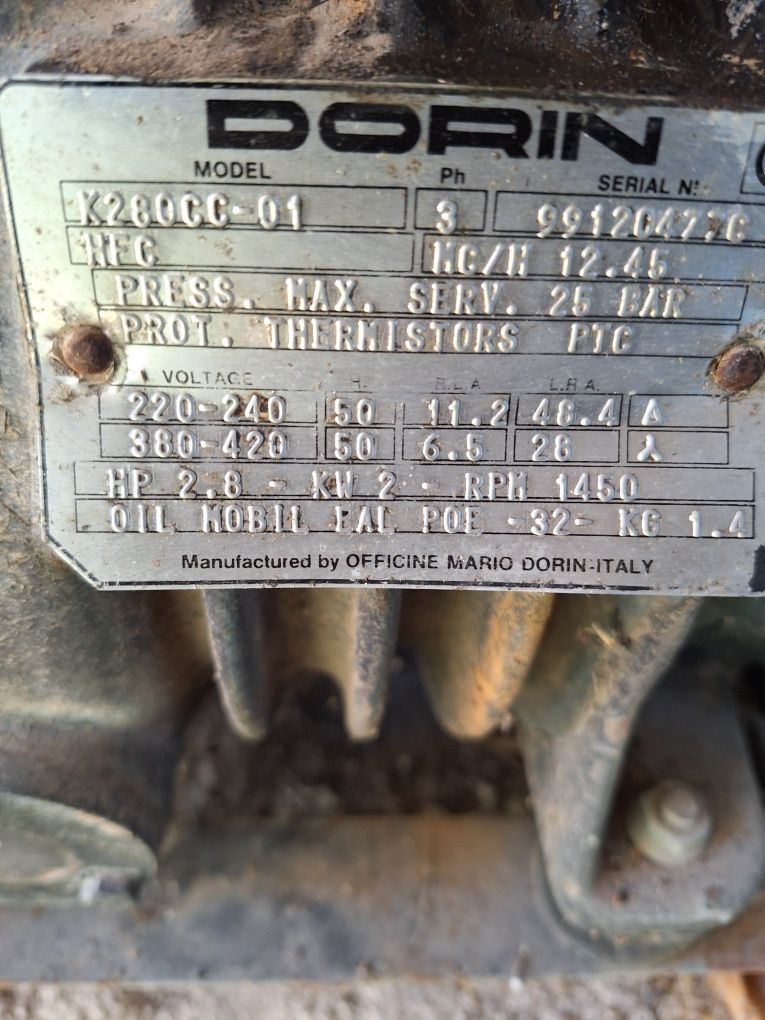 DORIN
MODEL Ph SERIAL Nº
K280CC-01 3
HFC MC/H 12.45
PRESS. MAX. SERV. 25 BAR
PROT. THERMISTORS PTC
VOLTAGE H. R.L.A L.R.A.
220-240 50 11.2 48.4 Δ
380-420 50 6.5 28
HP 2.8 - KW 2 - RPM 1450
OIL MOBIL EAL POE -32- KG 1.4
Manufactured by OFFICINE MARIO DORIN-ITALY